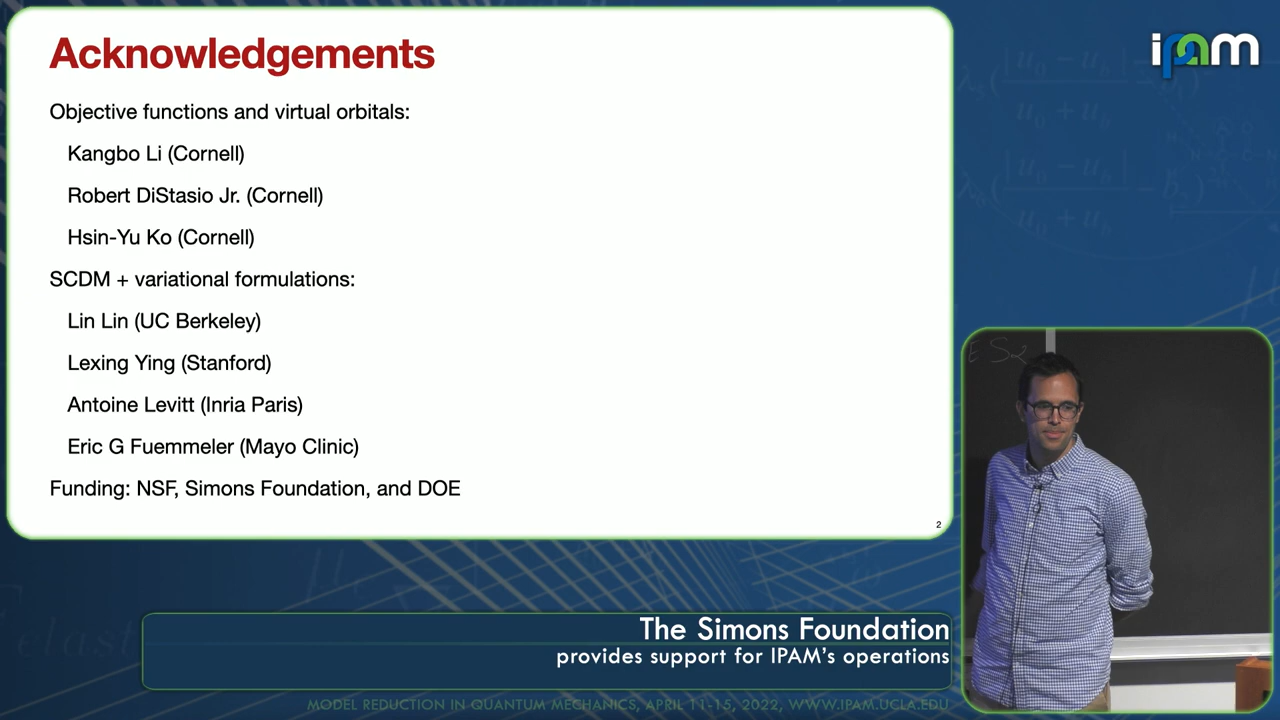 Acknowledgements
Objective functions and virtual orbitals:
Kangbo Li (Cornell)
Robert DiStasio Jr. (Cornell)
Hsin-Yu Ko (Cornell)
SCDM + variational formulations:
Lin Lin (UC Berkeley)
Lexing Ying (Stanford)
Antoine Levitt (Inria Paris)
Eric G Fuemmeler (Mayo Clinic)
Funding: NSF, Simons Foundation, and DOE
2
ipam
The Simons Foundation
provides support for IPAM's operations
UCTION IN QUANTUM MECHANICS, APRIL 11-15, 2022
.IPAM.UCLA.EDU